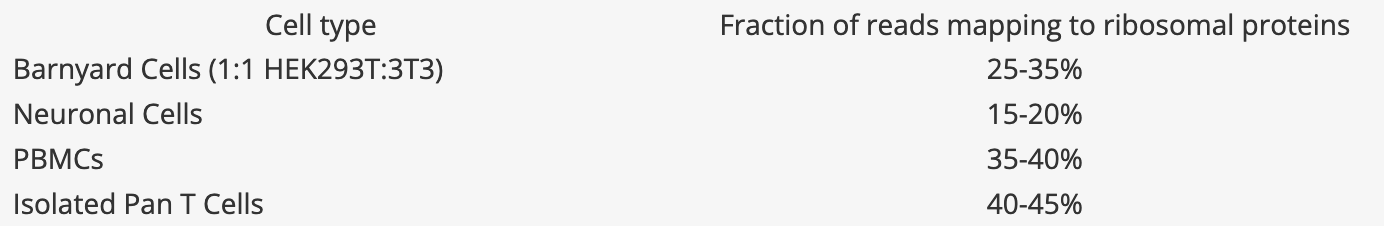 Cell type Fraction of reads mapping to ribosomal proteins
Barnyard Cells (1:1 HEK293T:3T3) 25-35%
Neuronal Cells 15-20%
PBMCs 35-40%
Isolated Pan T Cells 40-45%